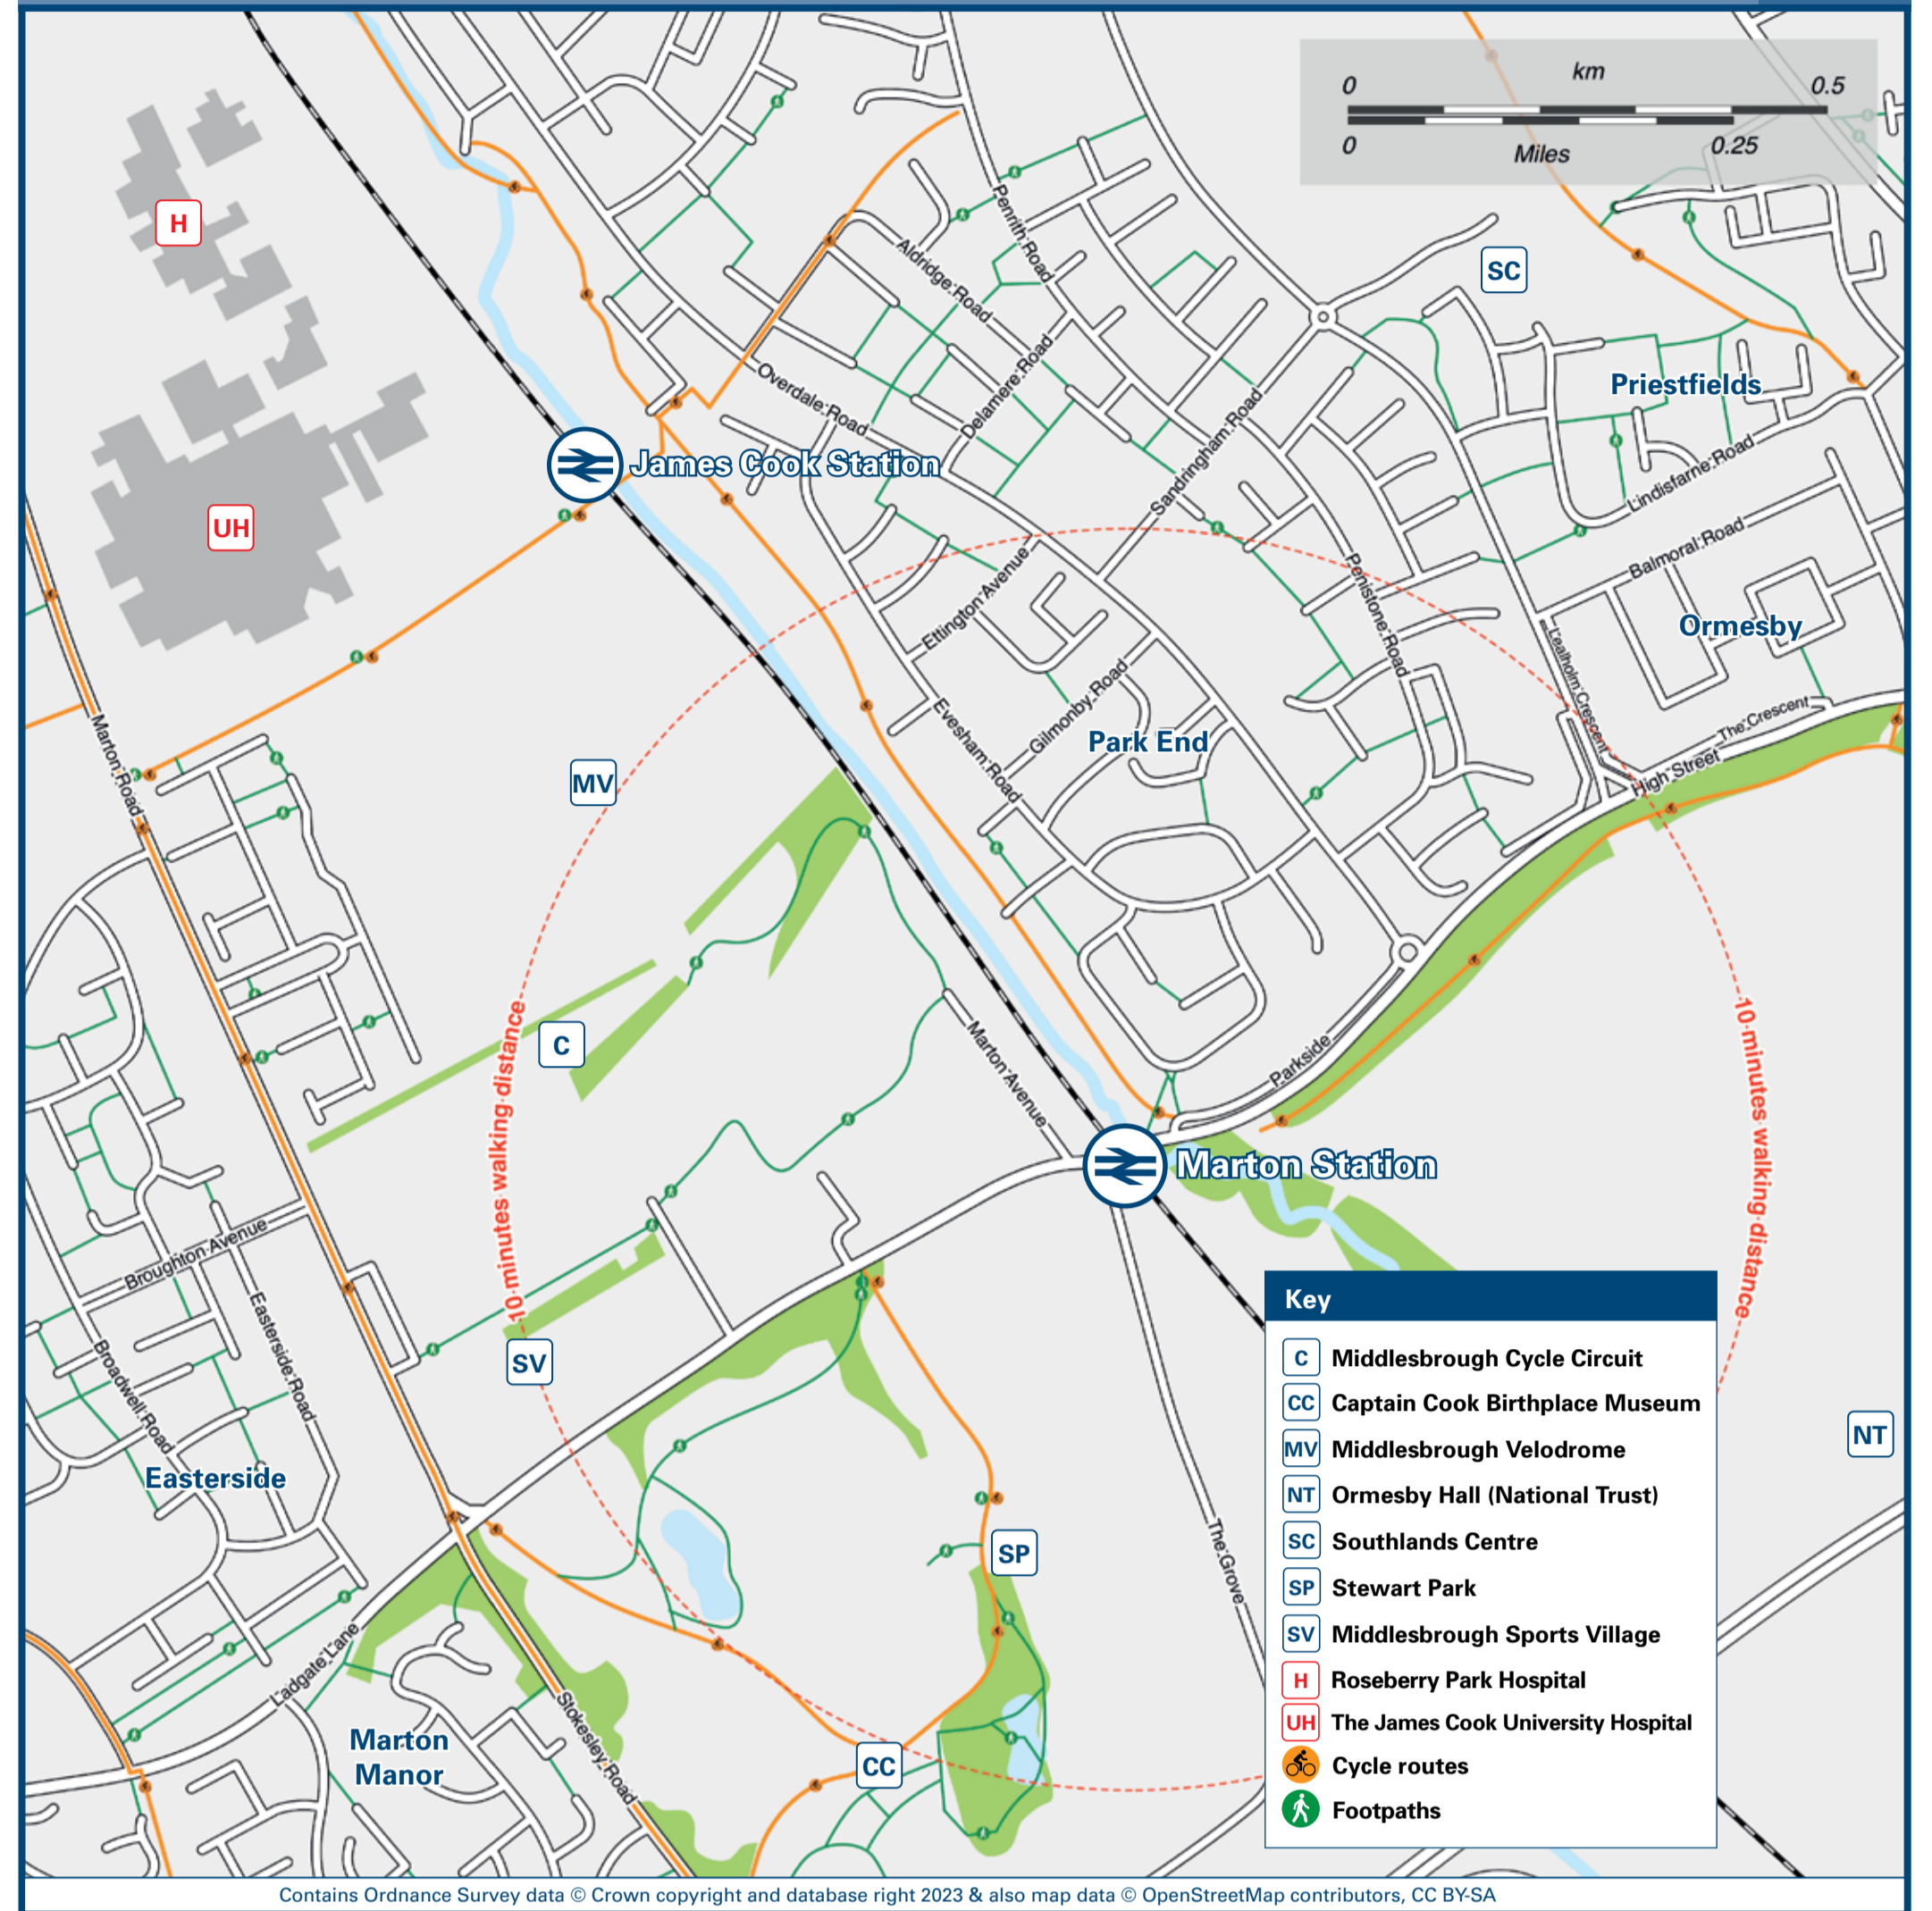 0
km
0.5
0
Miles
0.25
H
SC
Penrith Road
Aldridge Road
Delamere Road
Overdale Road
Priestfields
Sandringham Road
James Cook Station
Lindisfarne Road
UH
Balmoral Road
Ettington Avenue
Penistone Road
Ormesby
Lealholm Crescent
Marton Road
Evesham Road
Gilmonby Road
The Crescent
Park End
High Street
MV
C
10 minutes walking distance
10 minutes walking distance
Marton Avenue
Parkside
Marton Station
Broughton Avenue
Easterside Road
Broadwell Road
SV
Easterside
NT
SP
The Grove
Ladgate Lane
Stokesley Road
Marton
Manor
CC
Key
C Middlesbrough Cycle Circuit
CC Captain Cook Birthplace Museum
MV Middlesbrough Velodrome
NT Ormesby Hall (National Trust)
SC Southlands Centre
SP Stewart Park
SV Middlesbrough Sports Village
H Roseberry Park Hospital
UH The James Cook University Hospital
Cycle routes
Footpaths
Contains Ordnance Survey data © Crown copyright and database right 2023 & also map data © OpenStreetMap contributors, CC BY-SA